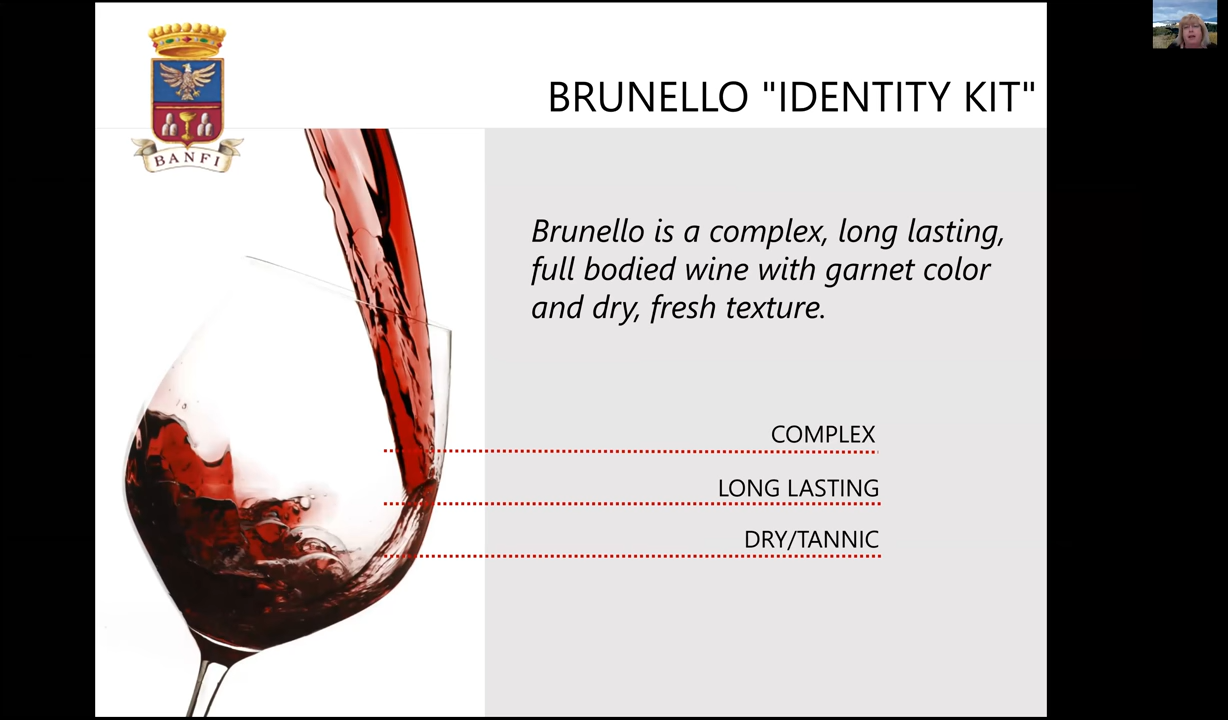 BANFI
BRUNELLO "IDENTITY KIT"
Brunello is a complex, long lasting,
full bodied wine with garnet color
and dry, fresh texture.
COMPLEX
LONG LASTING
DRY/TANNIC